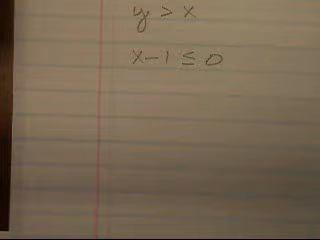 y > x
x - 1 ≤ 0